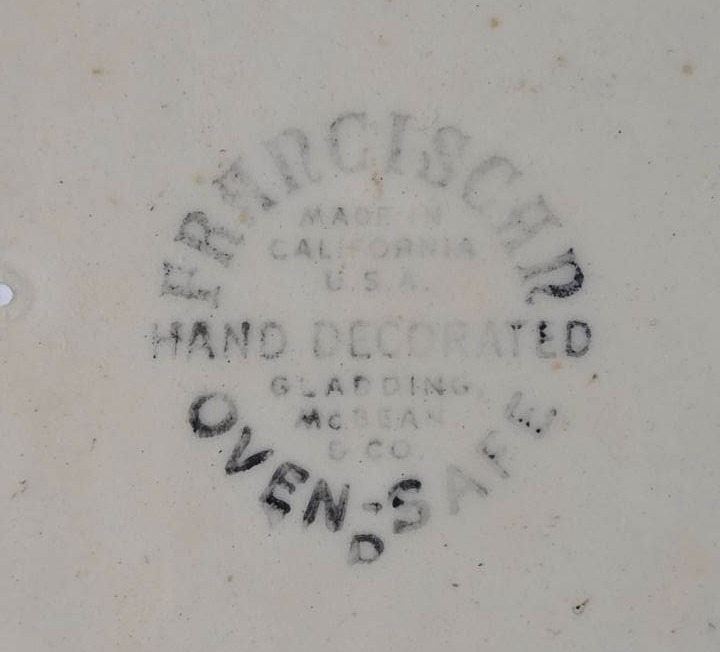 FRANCISCAN
MADE IN
CALIFORNIA
U.S.A.
HAND DECORATED
GLADDING,
McBEAN
& CO.
OVEN-SAFE
D